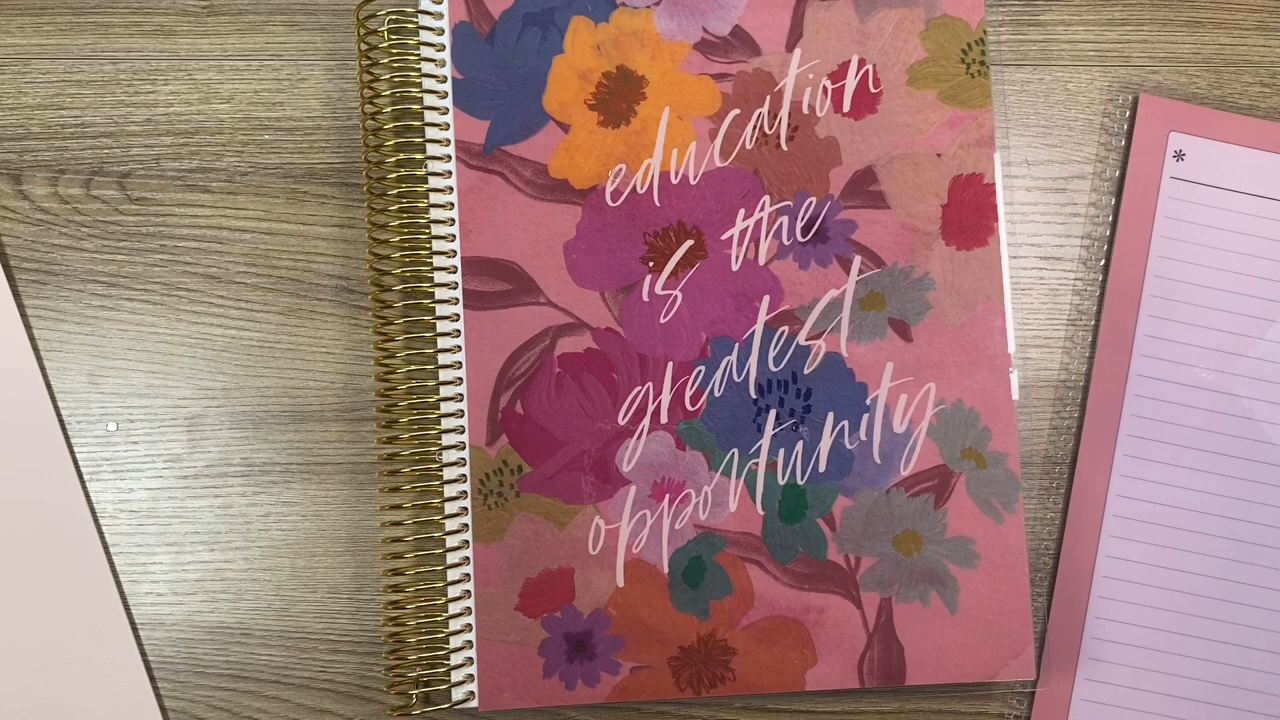 education
is the
greatest
opportunity
*